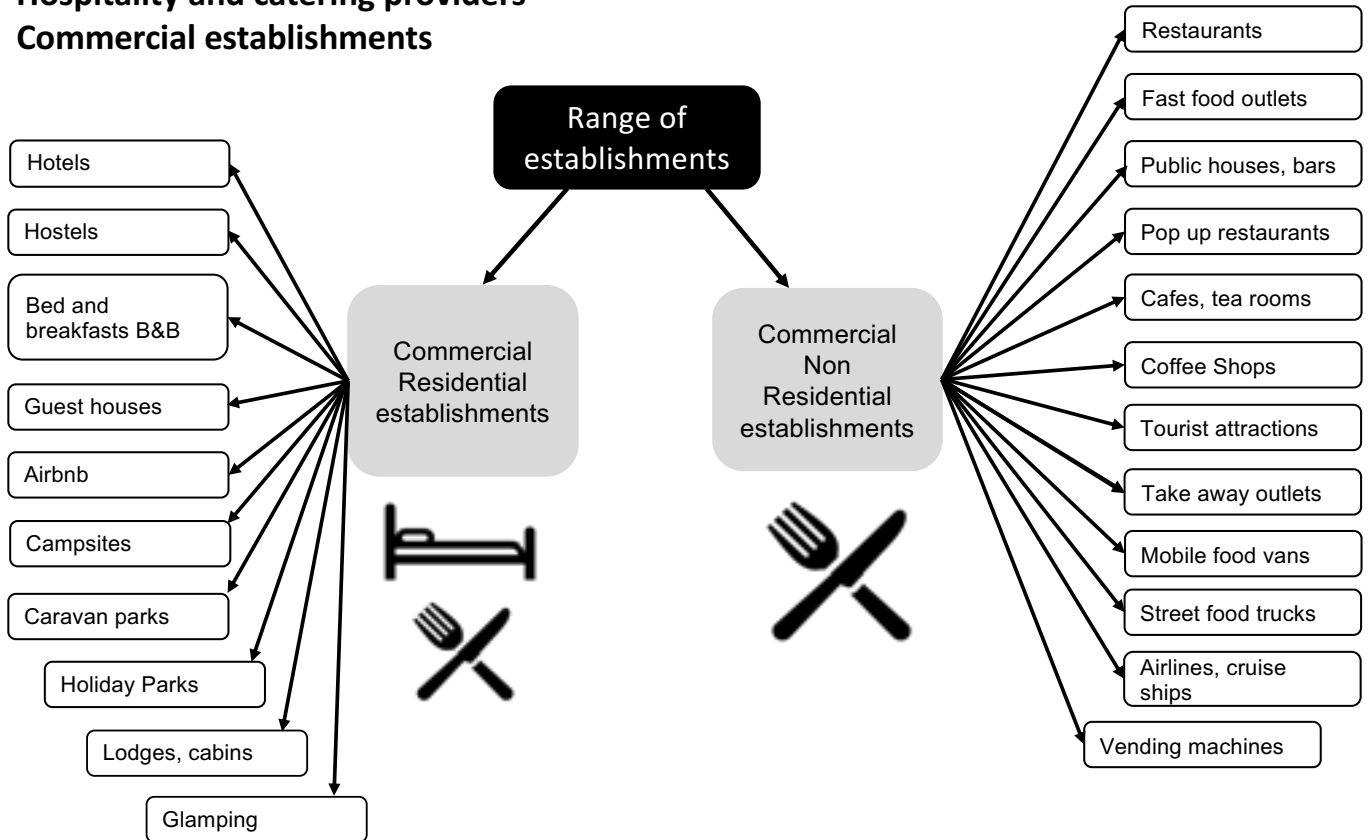 Hospitality and catering providers
Commercial establishments
Range of
establishments
Commercial
Residential
establishments
Hotels
Hostels
Bed and
breakfasts B&B
Guest houses
Airbnb
Campsites
Caravan parks
Holiday Parks
Lodges, cabins
Glamping
Commercial
Non
Residential
establishments
Restaurants
Fast food outlets
Public houses, bars
Pop up restaurants
Cafes, tea rooms
Coffee Shops
Tourist attractions
Take away outlets
Mobile food vans
Street food trucks
Airlines, cruise
ships
Vending machines